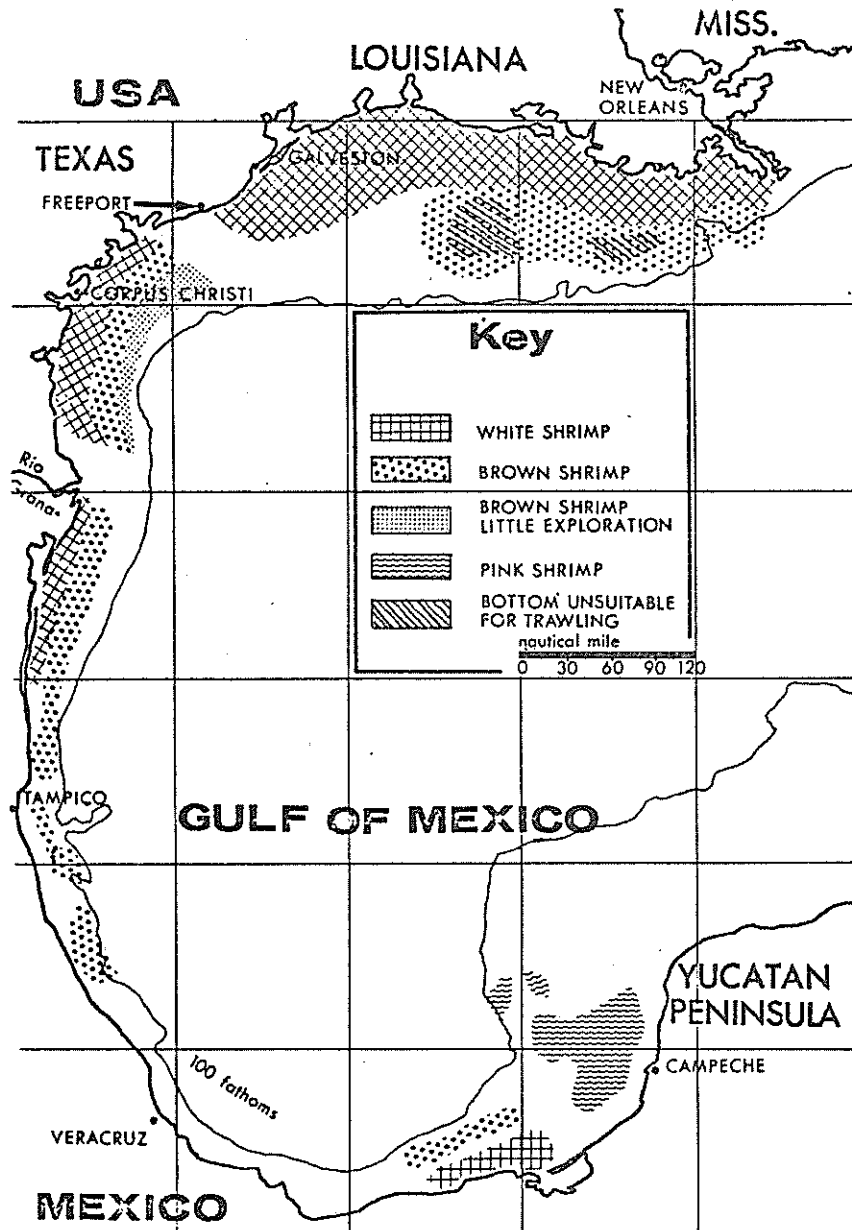 MISS.
LOUISIANA
USA
NEW
ORLEANS
TEXAS
GALVESTON
FREEPORT
CORPUS CHRISTI
Key
WHITE SHRIMP
BROWN SHRIMP
BROWN SHRIMP
LITTLE EXPLORATION
PINK SHRIMP
BOTTOM UNSUITABLE
FOR TRAWLING
nautical mile
0 30 60 90 120
Rio
TAMPICO
GULF OF MEXICO
YUCATAN
PENINSULA
CAMPECHE
100 fathoms
VERACRUZ
MEXICO